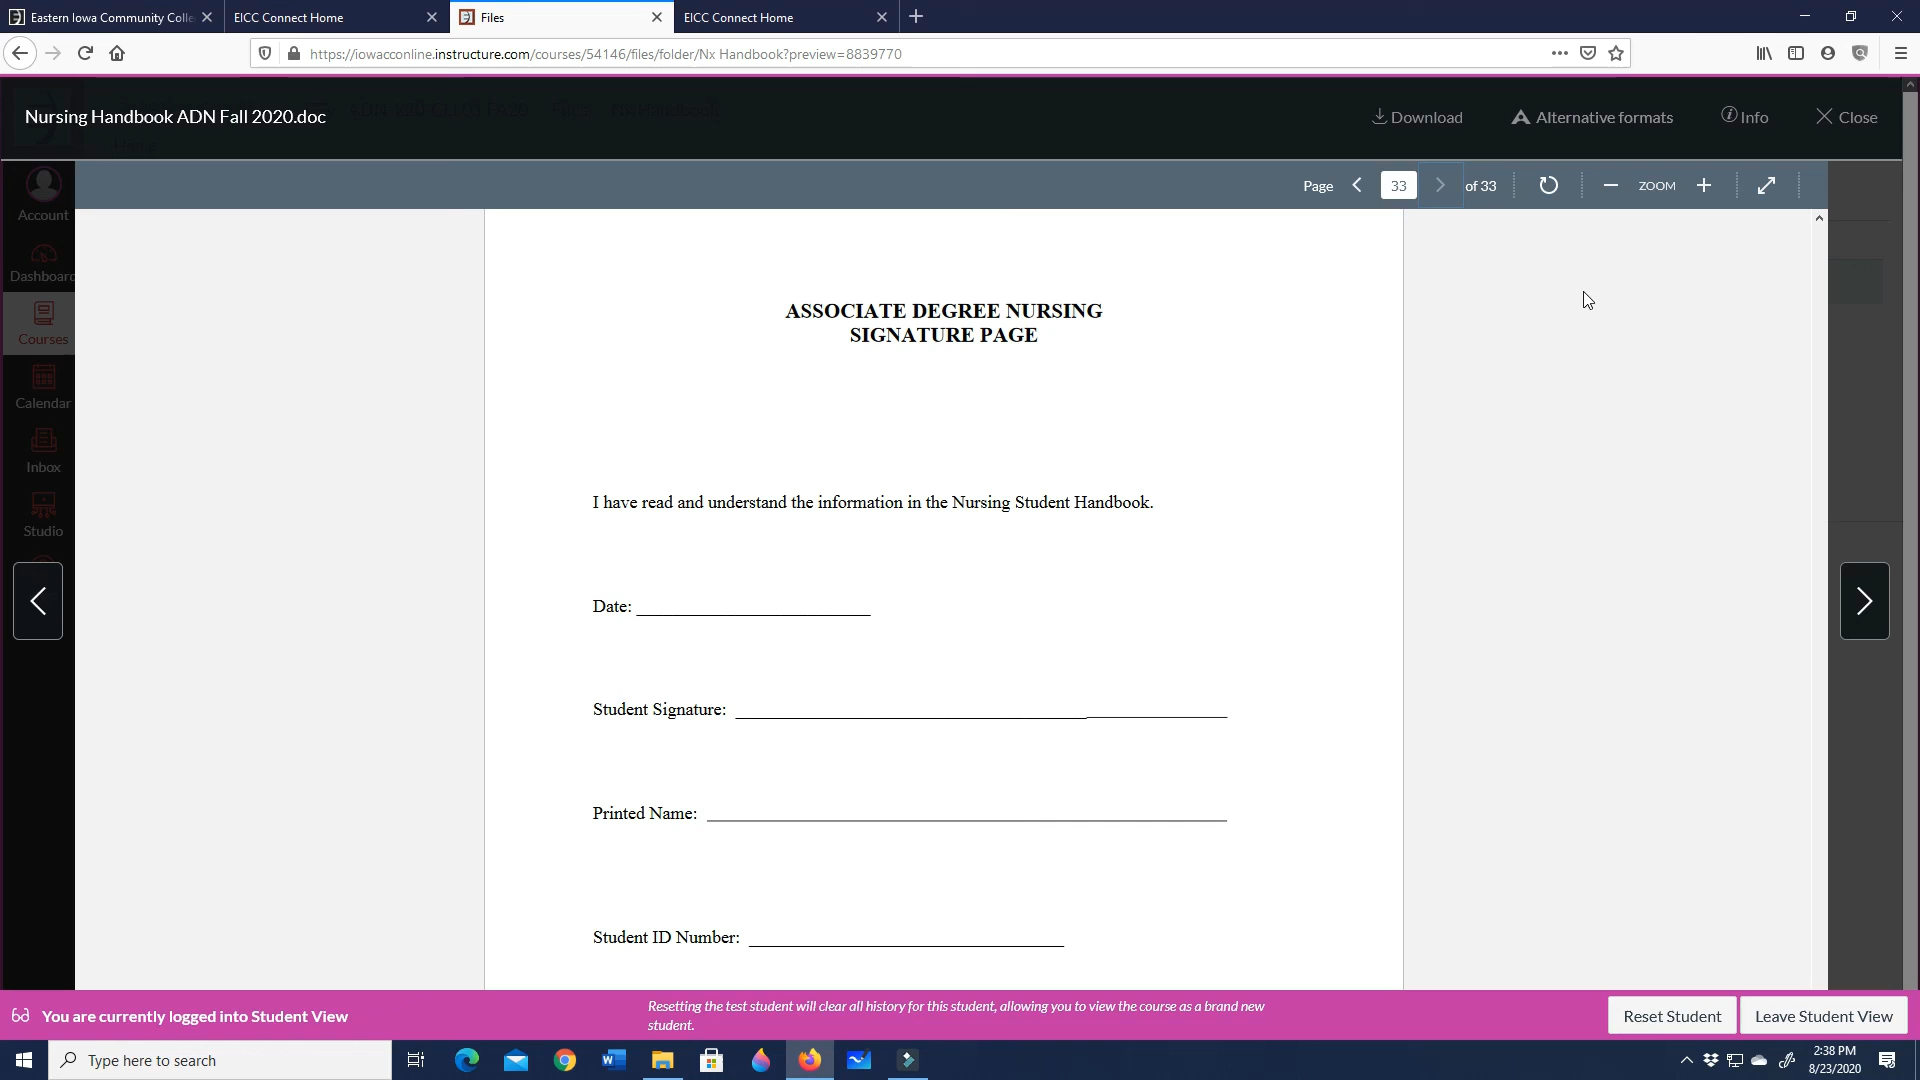 Eastern Iowa Community Colle
EICC Connect Home
Files
EICC Connect Home
https://iowacconline.instructure.com/courses/54146/files/folder/Nx Handbook?preview=8839770
Nursing Handbook ADN Fall 2020.doc
Download
Alternative formats
Info
Close
Page
33
of 33
ZOOM
Account
Dashboard
Courses
Calendar
Inbox
Studio
ASSOCIATE DEGREE NURSING
SIGNATURE PAGE
I have read and understand the information in the Nursing Student Handbook.
Date:
Student Signature:
Printed Name:
Student ID Number:
You are currently logged into Student View
Resetting the test student will clear all history for this student, allowing you to view the course as a brand new
student.
Reset Student
Leave Student View
Type here to search
2:38 PM
8/23/2020